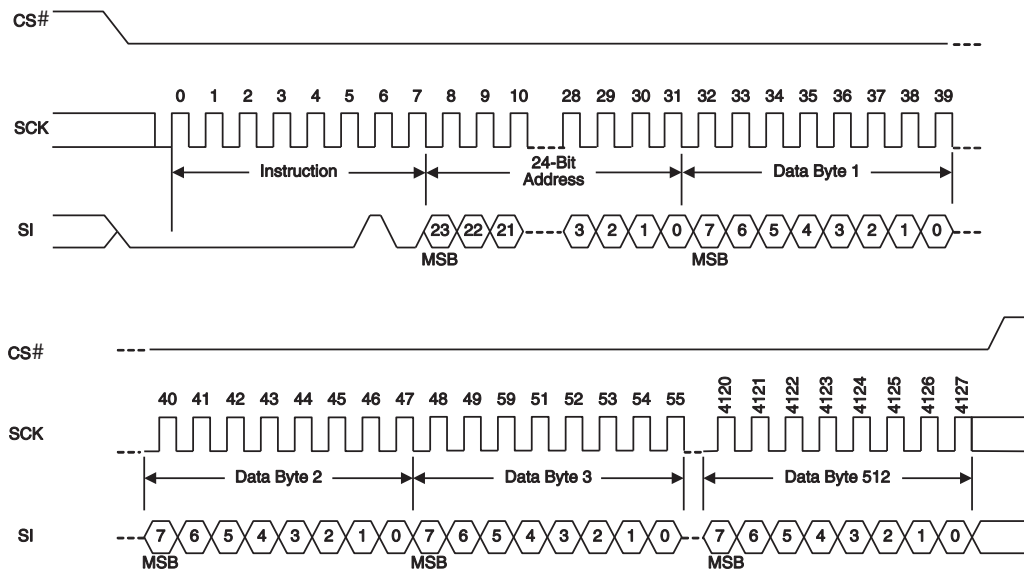 CS#
0 1 2 3 4 5 6 7 8 9 10 28 29 30 31 32 33 34 35 36 37 38 39
SCK
Instruction
24-Bit
Address
Data Byte 1
SI
23 22 21 3 2 1 0 7 6 5 4 3 2 1 0
MSB MSB
CS#
40 41 42 43 44 45 46 47 48 49 59 51 52 53 54 55 4120 4121 4122 4123 4124 4125 4126 4127
SCK
Data Byte 2 Data Byte 3 Data Byte 512
SI
7 6 5 4 3 2 1 0 7 6 5 4 3 2 1 0 7 6 5 4 3 2 1 0
MSB MSB MSB